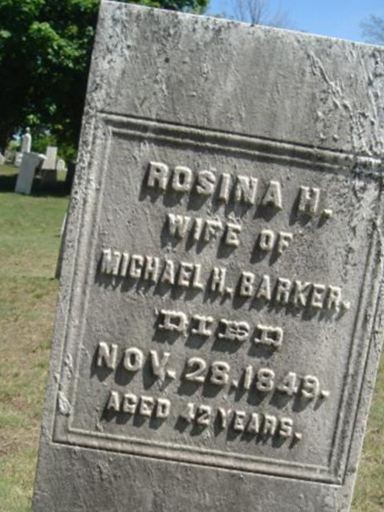 ROSINA H,
WIFE OF
MICHAEL H, BARKER.
DIED
NOV. 28, 1849.
AGED 42 YEARS.